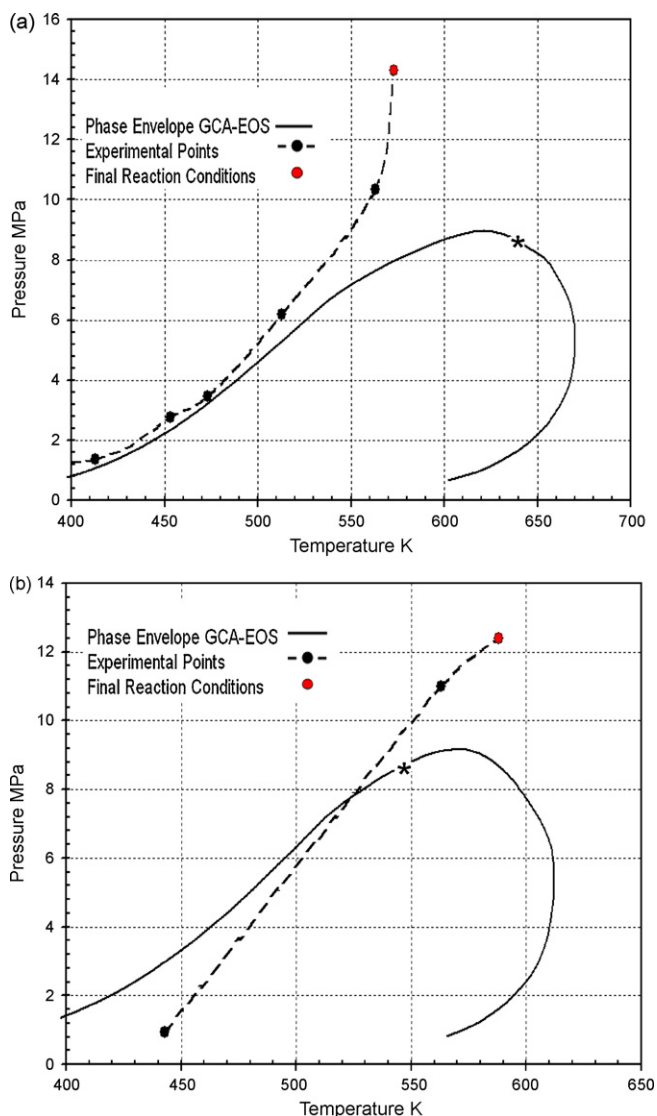 (a)
16
14
12
10
8
6
4
2
0
Pressure MPa
Phase Envelope GCA-EOS
Experimental Points
Final Reaction Conditions
*
400 450 500 550 600 650 700
Temperature K
(b)
14
12
10
8
6
4
2
0
Pressure MPa
Phase Envelope GCA-EOS
Experimental Points
Final Reaction Conditions
*
400 450 500 550 600 650
Temperature K